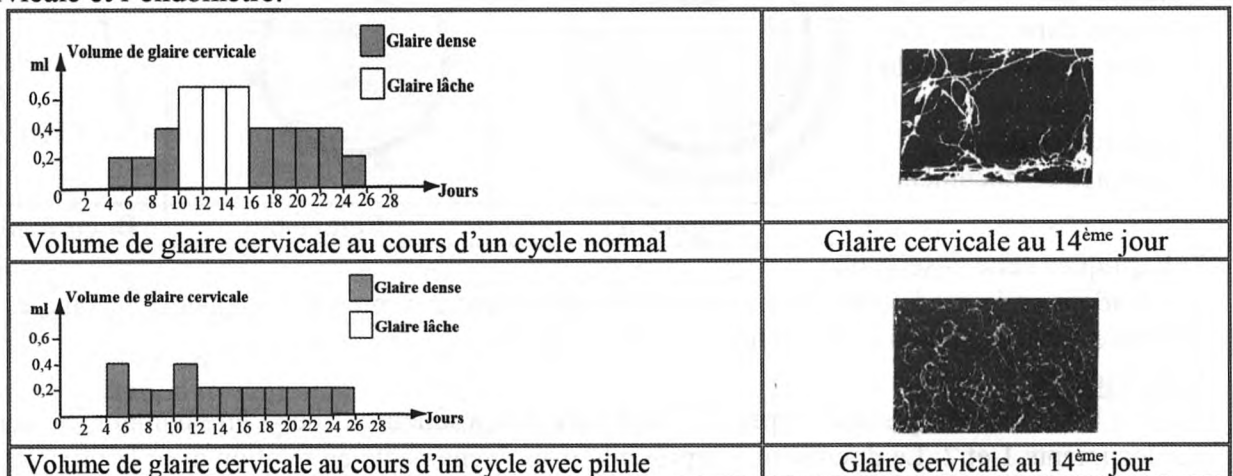 Volume de glaire cervicale
ml
Glaire dense
Glaire lâche
0,6
0,4
0,2
0 2 4 6 8 10 12 14 16 18 20 22 24 26 28
Jours
Volume de glaire cervicale au cours d'un cycle normal
Glaire cervicale au 14ème jour
Volume de glaire cervicale
ml
Glaire dense
Glaire lâche
0,6
0,4
0,2
0 2 4 6 8 10 12 14 16 18 20 22 24 26 28
Jours
Volume de glaire cervicale au cours d'un cycle avec pilule
Glaire cervicale au 14ème jour